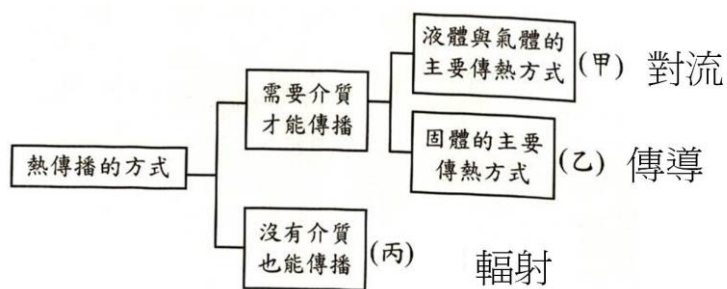 液體與氣體的
主要傳熱方式
(甲) 對流
需要介質
才能傳播
固體的主要
傳熱方式
(乙) 傳導
熱傳播的方式
沒有介質
也能傳播
(丙) 輻射